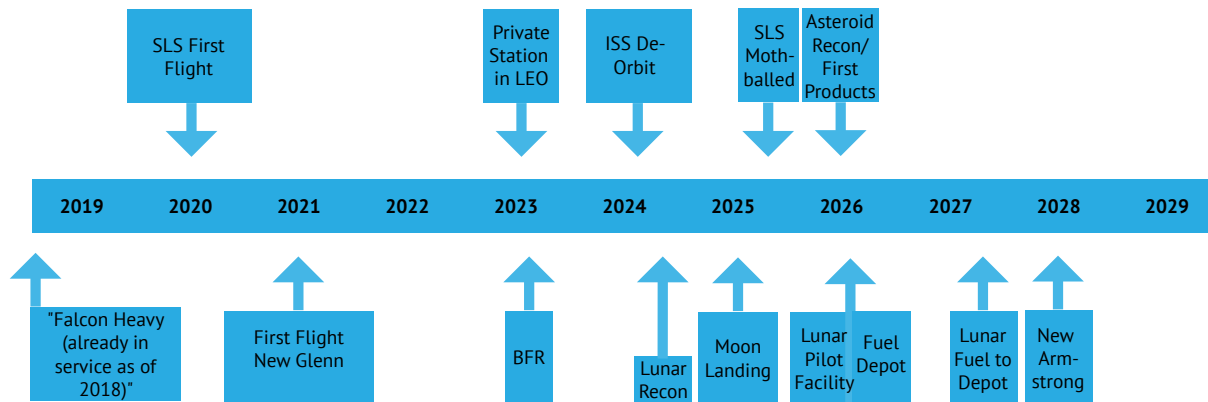 SLS First
Flight
Private
Station
in LEO
ISS De-
Orbit
SLS
Moth-
balled
Asteroid
Recon/
First
Products
2019 2020 2021 2022 2023 2024 2025 2026 2027 2028 2029
"Falcon Heavy
(already in
service as of
2018)"
First Flight
New Glenn
BFR
Lunar
Recon
Moon
Landing
Lunar
Pilot
Facility
Fuel
Depot
Lunar
Fuel to
Depot
New
Arm-
strong